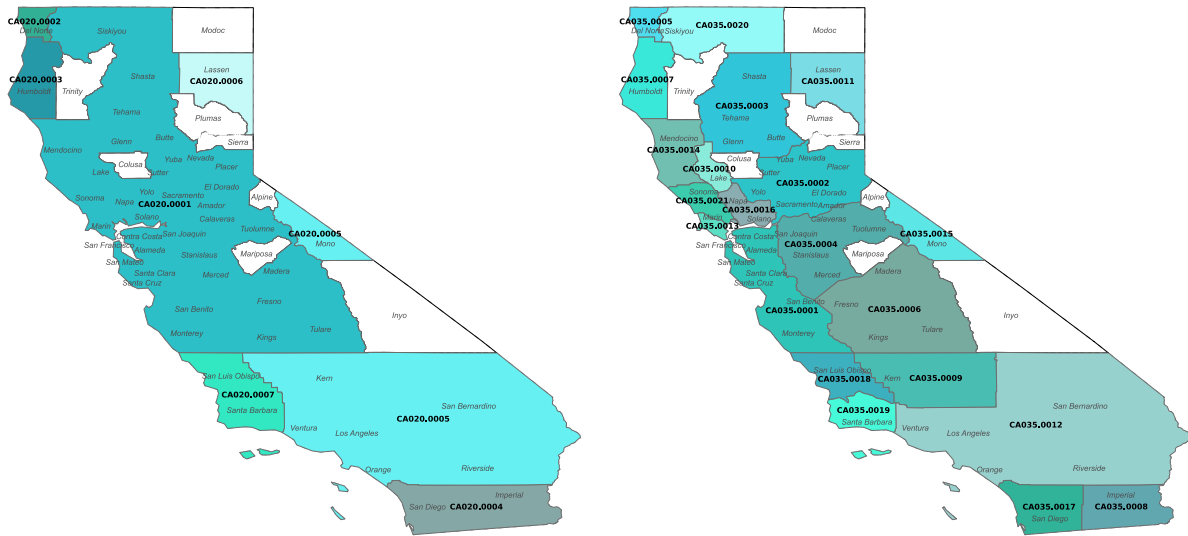 CA020.0002
Del Norte
Siskiyou
Modoc
Shasta
Lassen
CA020.0006
CA020.0003
Humboldt
Trinity
Tehama
Plumas
Glenn
Butte
Sierra
Mendocino
Colusa
Yuba
Nevada
Lake
Sutter
Placer
Sonoma
Yolo
El Dorado
Napa
Sacramento
CA020.0001
Amador
Alpine
Solano
Marin
Calaveras
Contra Costa
San Joaquin
Tuolumne
CA020.0005
San Francisco
Alameda
Mono
Stanislaus
Mariposa
San Mateo
Santa Clara
Merced
Madera
Santa Cruz
San Benito
Fresno
Inyo
Monterey
Kings
Tulare
San Luis Obispo
Kern
CA020.0007
Santa Barbara
San Bernardino
CA020.0005
Ventura
Los Angeles
Orange
Riverside
Imperial
San Diego
CA020.0004
CA035.0005
CA035.0020
Del Norte
Siskiyou
Modoc
Shasta
Lassen
CA035.0011
CA035.0007
Humboldt
Trinity
CA035.0003
Tehama
Plumas
Mendocino
Glenn
Butte
Sierra
CA035.0014
Colusa
Yuba
Nevada
CA035.0010
Lake
Sutter
Placer
CA035.0002
Sonoma
Yolo
El Dorado
CA035.0021
Napa
Sacramento
Amador
CA035.0016
Alpine
Marin
Solano
Calaveras
CA035.0013
Contra Costa
San Joaquin
Tuolumne
CA035.0015
San Francisco
CA035.0004
Mono
Alameda
Stanislaus
Mariposa
San Mateo
Santa Clara
Merced
Madera
Santa Cruz
San Benito
Fresno
CA035.0001
CA035.0006
Inyo
Monterey
Kings
Tulare
San Luis Obispo
CA035.0018
Kern
CA035.0009
CA035.0019
Santa Barbara
San Bernardino
CA035.0012
Ventura
Los Angeles
Orange
Riverside
Imperial
CA035.0017
CA035.0008
San Diego